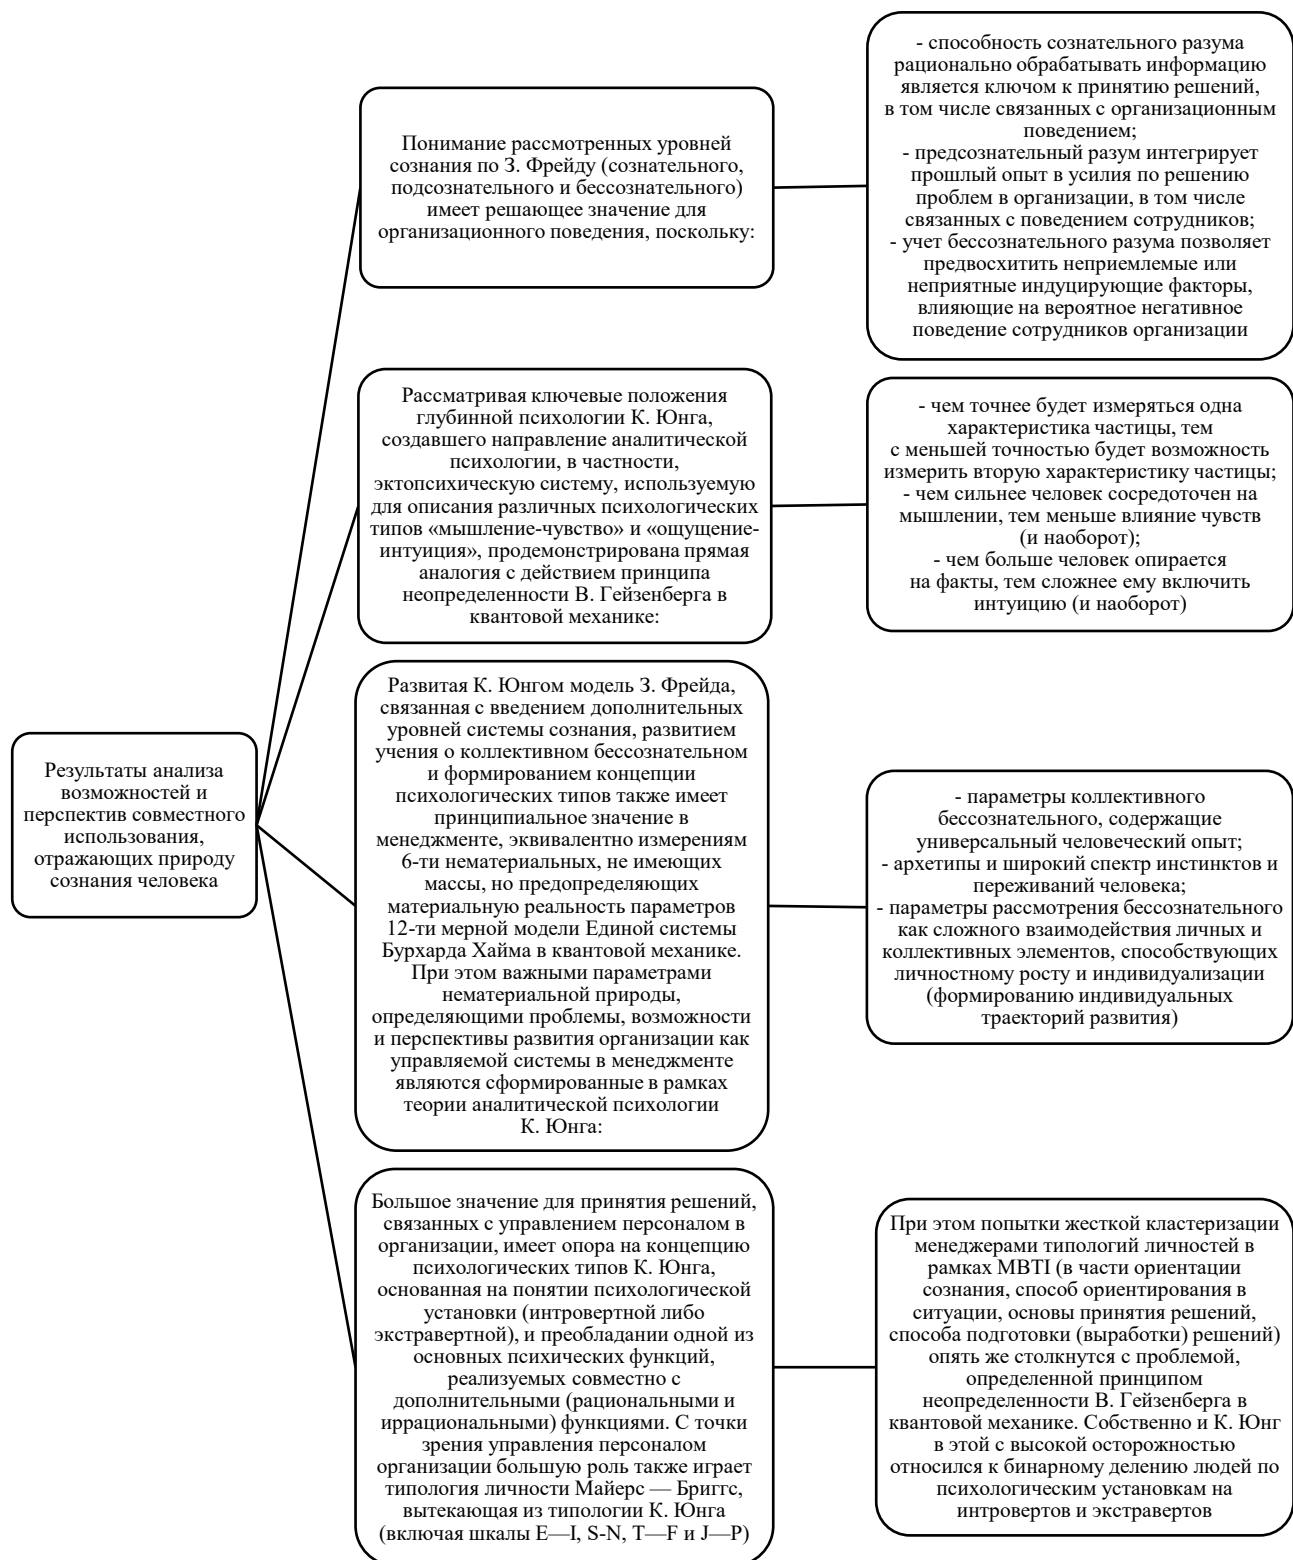 Результаты анализа
возможностей и
перспектив совместного
использования,
отражающих природу
сознания человека
Понимание рассмотренных уровней
сознания по З. Фрейду (сознательного,
подсознательного и бессознательного)
имеет решающее значение для
организационного поведения, поскольку:
- способность сознательного разума
рационально обрабатывать информацию
является ключом к принятию решений,
в том числе связанных с организационным
поведением;
- предсознательный разум интегрирует
прошлый опыт в усилия по решению
проблем в организации, в том числе
связанных с поведением сотрудников;
- учет бессознательного разума позволяет
предвосхитить неприемлемые или
неприятные индуцирующие факторы,
влияющие на вероятное негативное
поведение сотрудников организации
Рассматривая ключевые положения
глубинной психологии К. Юнга,
создавшего направление аналитической
психологии, в частности,
эктопсихическую систему, используемую
для описания различных психологических
типов «мышление-чувство» и «ощущение-
интуиция», продемонстрирована прямая
аналогия с действием принципа
неопределенности В. Гейзенберга в
квантовой механике:
- чем точнее будет измеряться одна
характеристика частицы, тем
с меньшей точностью будет возможность
измерить вторую характеристику частицы;
- чем сильнее человек сосредоточен на
мышлении, тем меньше влияние чувств
(и наоборот);
- чем больше человек опирается
на факты, тем сложнее ему включить
интуицию (и наоборот)
Развитая К. Юнгом модель З. Фрейда,
связанная с введением дополнительных
уровней системы сознания, развитием
учения о коллективном бессознательном
и формированием концепции
психологических типов также имеет
принципиальное значение в
менеджменте, эквивалентно измерениям
6-ти нематериальных, не имеющих
массы, но предопределяющих
материальную реальность параметров
12-ти мерной модели Единой системы
Бурхарда Хайма в квантовой механике.
При этом важными параметрами
нематериальной природы,
определяющими проблемы, возможности
и перспективы развития организации как
управляемой системы в менеджменте
являются сформированные в рамках
теории аналитической психологии
К. Юнга:
- параметры коллективного
бессознательного, содержащие
универсальный человеческий опыт;
- архетипы и широкий спектр инстинктов и
переживаний человека;
- параметры рассмотрения бессознательного
как сложного взаимодействия личных и
коллективных элементов, способствующих
личностному росту и индивидуализации
(формированию индивидуальных
траекторий развития)
Большое значение для принятия решений,
связанных с управлением персоналом в
организации, имеет опора на концепцию
психологических типов К. Юнга,
основанная на понятии психологической
установки (интровертной либо
экстравертной), и преобладании одной из
основных психических функций,
реализуемых совместно с
дополнительными (рациональными и
иррациональными) функциями. С точки
зрения управления персоналом
организации большую роль также играет
типология личности Майерс — Бриггс,
вытекающая из типологии К. Юнга
(включая шкалы E—I, S-N, T—F и J—P)
При этом попытки жесткой кластеризации
менеджерами типологий личностей в
рамках MBTI (в части ориентации
сознания, способ ориентирования в
ситуации, основы принятия решений,
способа подготовки (выработки) решений)
опять же столкнутся с проблемой,
определенной принципом
неопределенности В. Гейзенберга в
квантовой механике. Собственно и К. Юнг
в этой с высокой осторожностью
относился к бинарному делению людей по
психологическим установкам на
интровертов и экстравертов